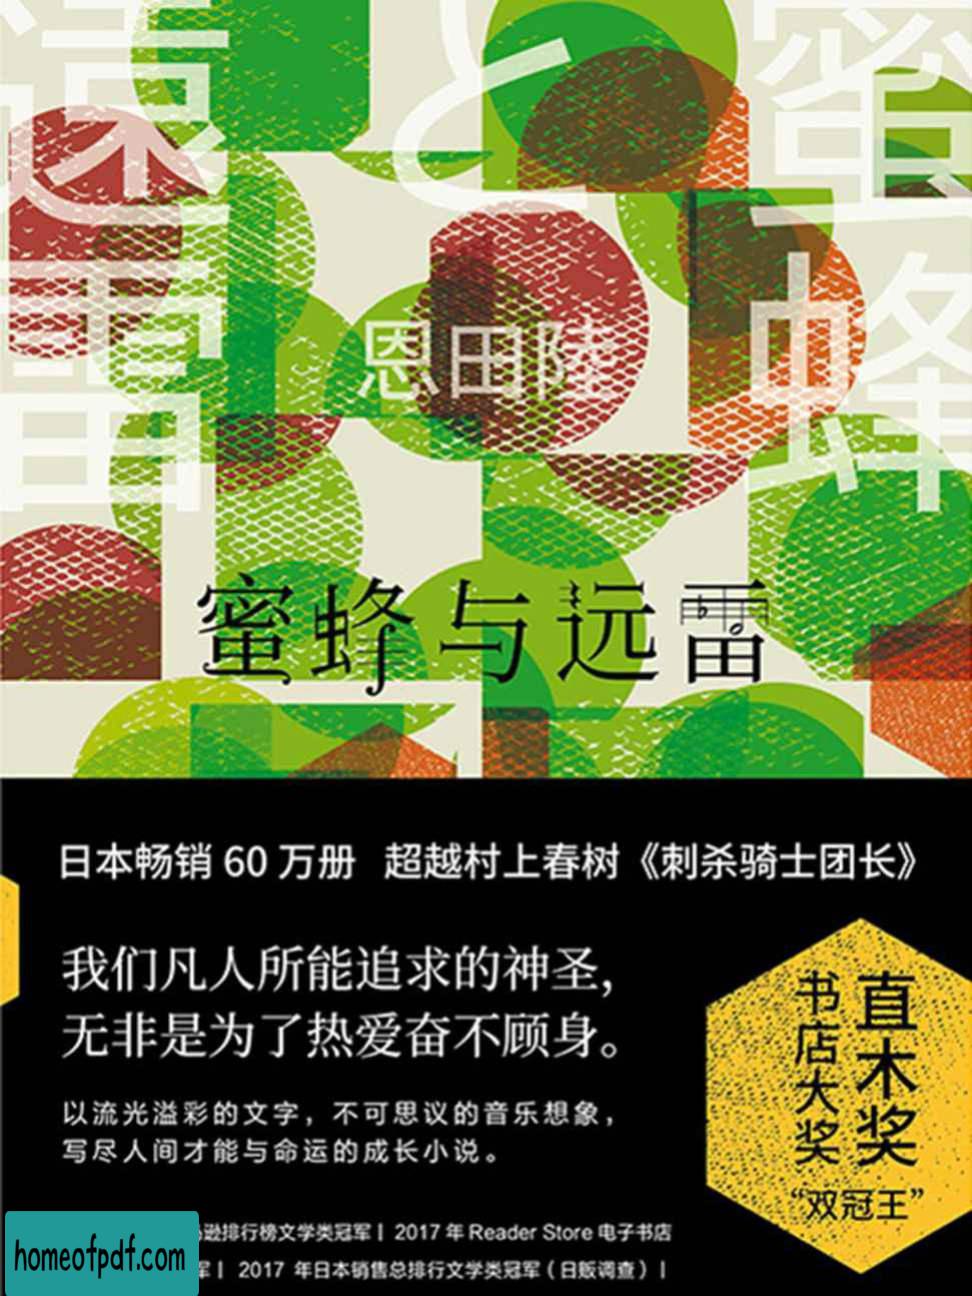 蜜蜂
と
遠雷
恩田陸
蜜蜂与远雷
日本畅销 60 万册 超越村上春树《刺杀骑士团长》
我们凡人所能追求的神圣，
无非是为了热爱奋不顾身。
以流光溢彩的文字，不可思议的音乐想象，
写尽人间才能与命运的成长小说。
直木奖
书店大奖
“双冠王”
逊排行榜文学类冠军 | 2017 年 Reader Store 电子书店
军 | 2017 年日本销售总排行文学类冠军（日贩调查） |
homeofpdf.com